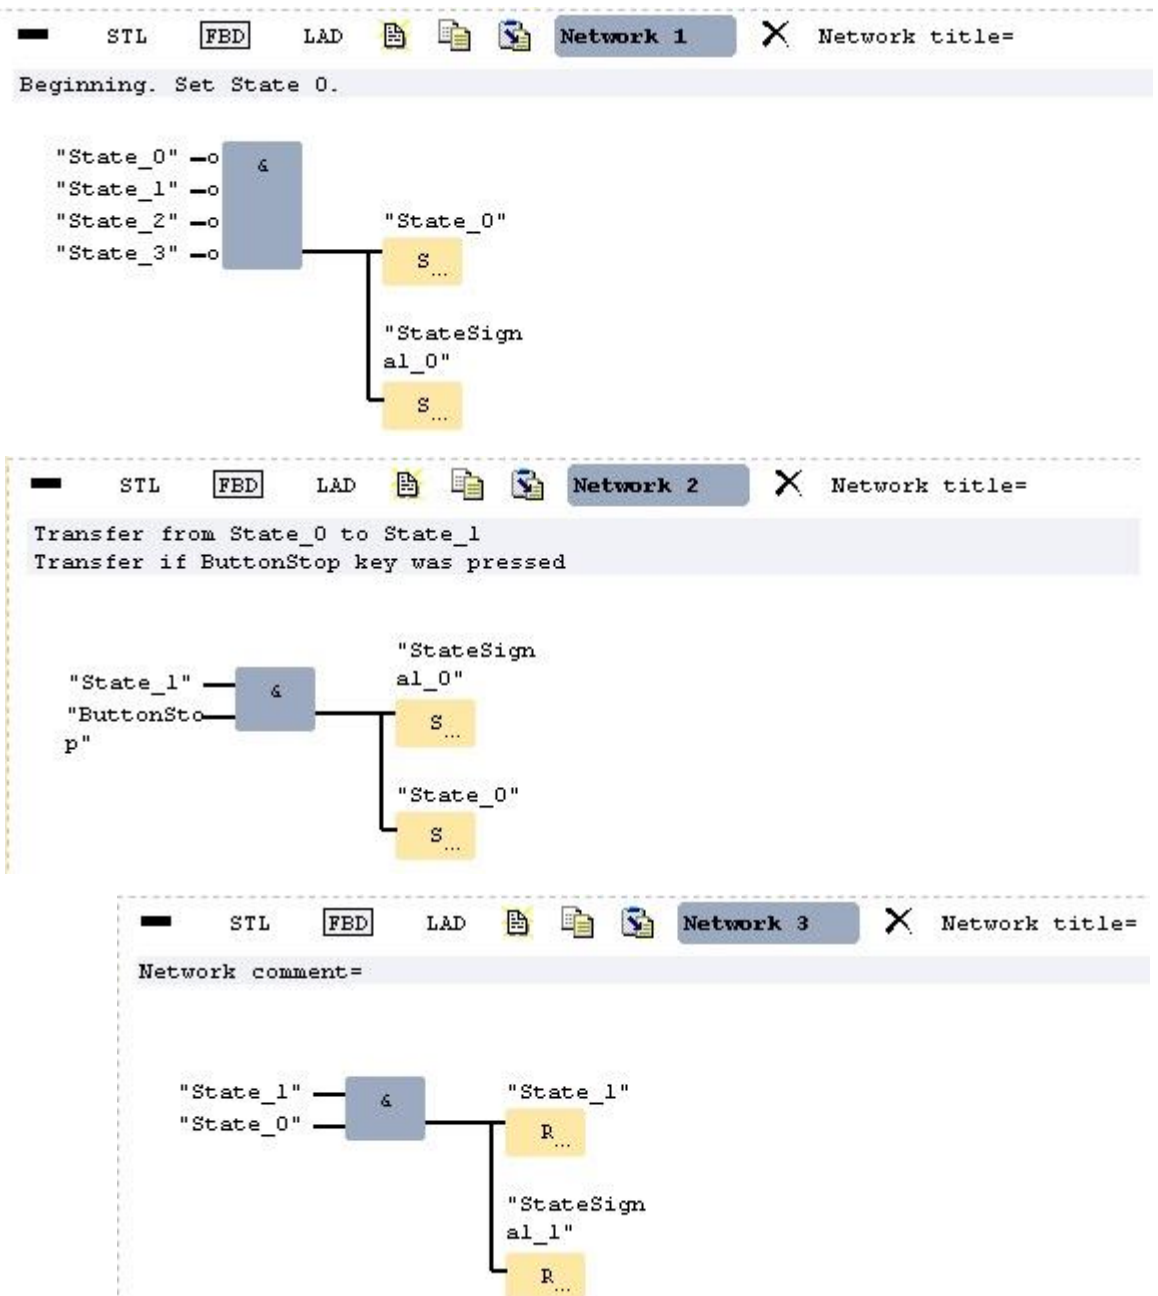 STL FBD LAD Network 1 Network title=
Beginning. Set State 0.
"State_0"
&
"State_1"
"State_2"
"State_3"
"State_0"
S...
"StateSign
al_0"
S...
STL FBD LAD Network 2 Network title=
Transfer from State_0 to State_1
Transfer if ButtonStop key was pressed
"State_1"
"ButtonSto
p"
&
"StateSign
al_0"
S...
"State_0"
S...
STL FBD LAD Network 3 Network title=
Network comment=
"State_1"
"State_0"
&
"State_1"
R...
"StateSign
al_1"
R...